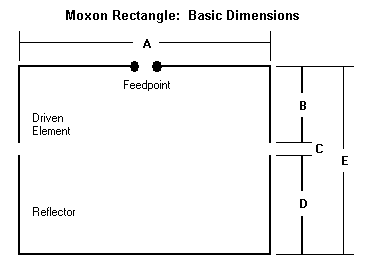 Moxon Rectangle: Basic Dimensions
A
Feedpoint
B
Driven
Element
C
E
Reflector
D